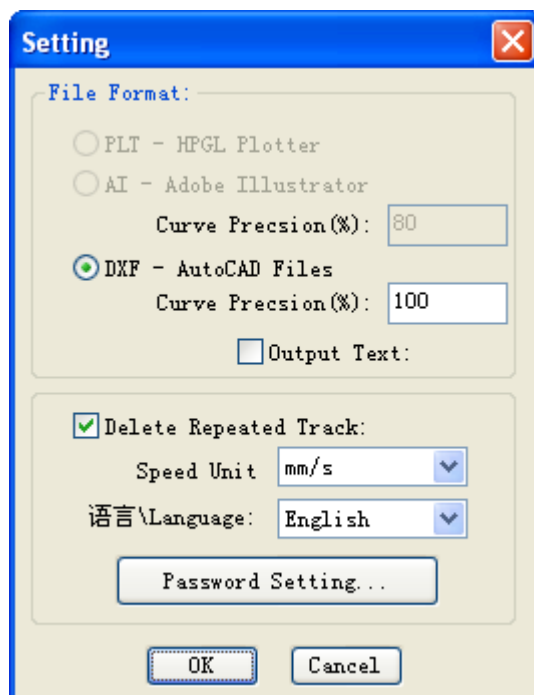 Setting
File Format:
PLT - HPGL Plotter
AI - Adobe Illustrator
Curve Precsion(%): 80
DXF - AutoCAD Files
Curve Precsion(%): 100
Output Text:
Delete Repeated Track:
Speed Unit mm/s
语言\Language: English
Password Setting...
OK Cancel